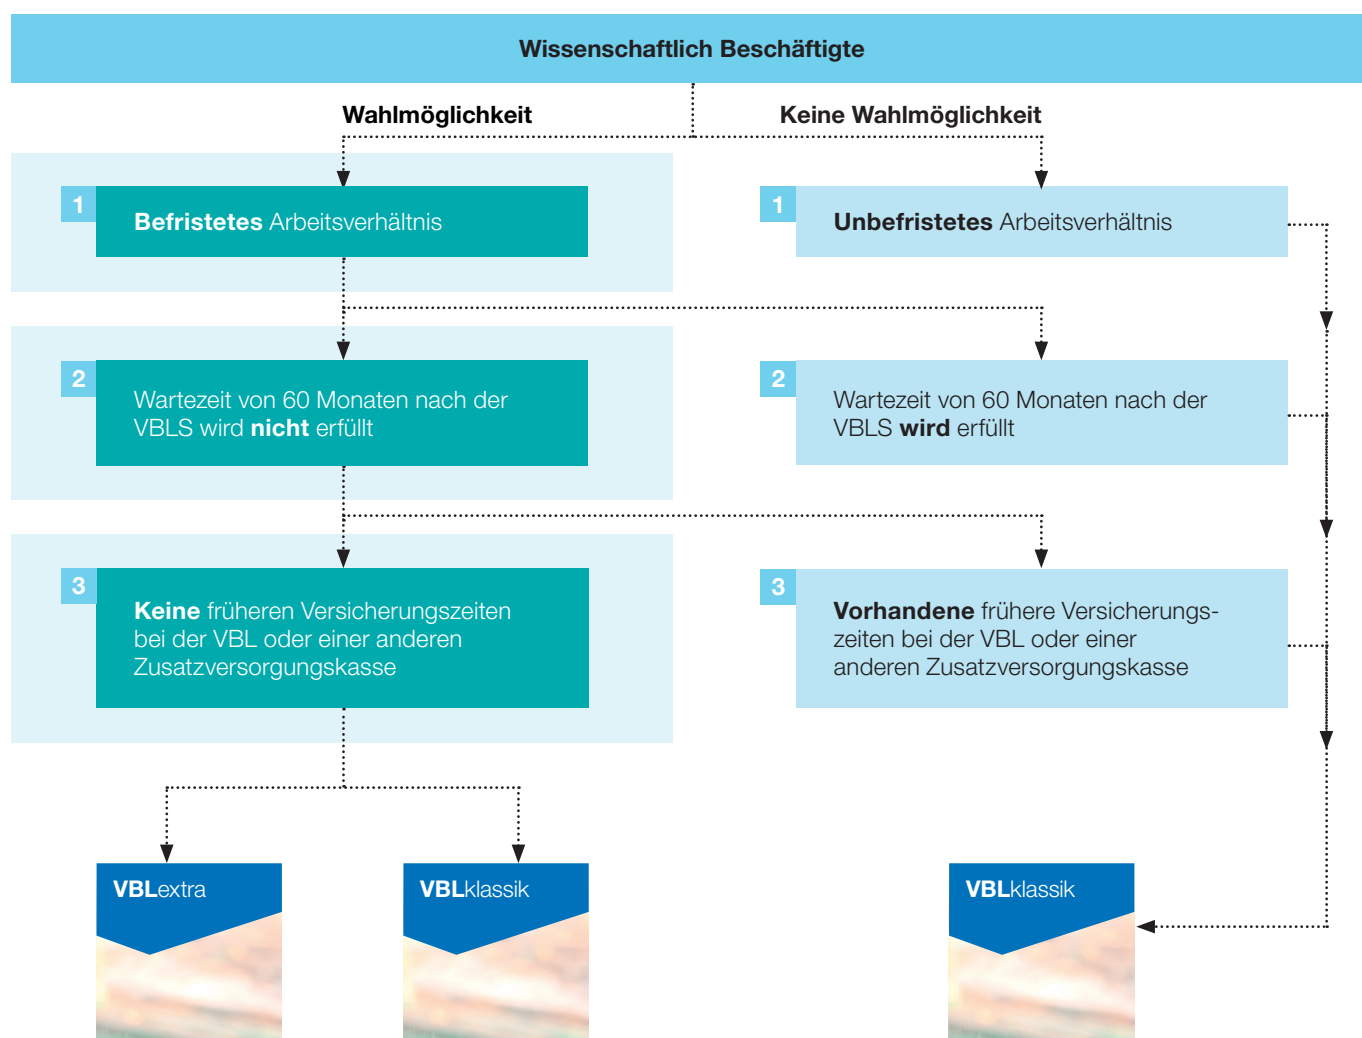 Wissenschaftlich Beschäftigte
Wahlmöglichkeit
Keine Wahlmöglichkeit
1
Befristetes Arbeitsverhältnis
1
Unbefristetes Arbeitsverhältnis
2
Wartezeit von 60 Monaten nach der
VBLS wird nicht erfüllt
2
Wartezeit von 60 Monaten nach der
VBLS wird erfüllt
3
Keine früheren Versicherungszeiten
bei der VBL oder einer anderen
Zusatzversorgungskasse
3
Vorhandene frühere Versicherungs-
zeiten bei der VBL oder einer
anderen Zusatzversorgungskasse
VBLextra
VBLklassik
VBLklassik